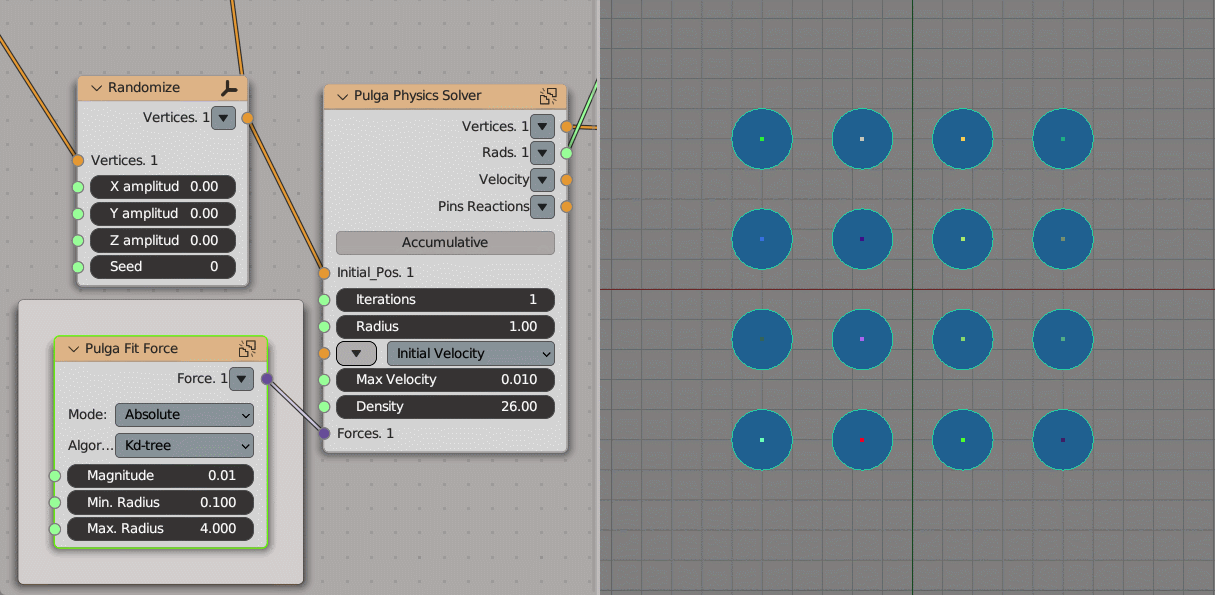 Randomize
Vertices. 1
Vertices. 1
X amplitud 0.00
Y amplitud 0.00
Z amplitud 0.00
Seed 0
Pulga Physics Solver
Vertices. 1
Rads. 1
Velocity
Pins Reactions
Accumulative
Initial_Pos. 1
Iterations 1
Radius 1.00
Initial Velocity
Max Velocity 0.010
Density 26.00
Forces. 1
Pulga Fit Force
Force. 1
Mode: Absolute
Algor... Kd-tree
Magnitude 0.01
Min. Radius 0.100
Max. Radius 4.000